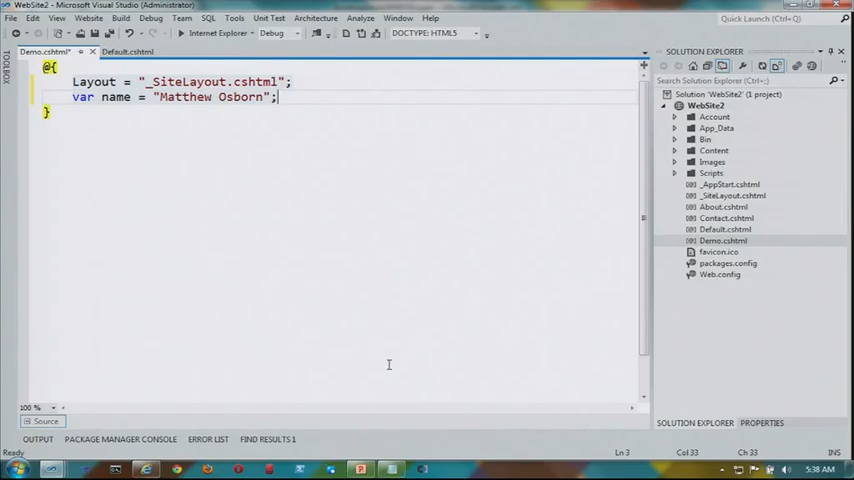 WebSite2 - Microsoft Visual Studio (Administrator)
Quick Launch (Ctrl+Q)
File Edit View Website Build Debug Team SQL Tools Unit Test Architecture Analyze Window Help
Internet Explorer Debug DOCTYPE: HTML5
TOOLBOX
Demo.cshtml* Default.cshtml
@{
Layout = "_SiteLayout.cshtml";
var name = "Matthew Osborn";
}
100 %
Source
SOLUTION EXPLORER
Search Solution Explorer (Ctrl+;)
Solution 'WebSite2' (1 project)
WebSite2
Account
App_Data
Bin
Content
Images
Scripts
_AppStart.cshtml
_SiteLayout.cshtml
About.cshtml
Contact.cshtml
Default.cshtml
Demo.cshtml
favicon.ico
packages.config
Web.config
SOLUTION EXPLORER PROPERTIES
OUTPUT PACKAGE MANAGER CONSOLE ERROR LIST FIND RESULTS 1
Ready Ln 3 Col 33 Ch 33 INS
5:38 AM